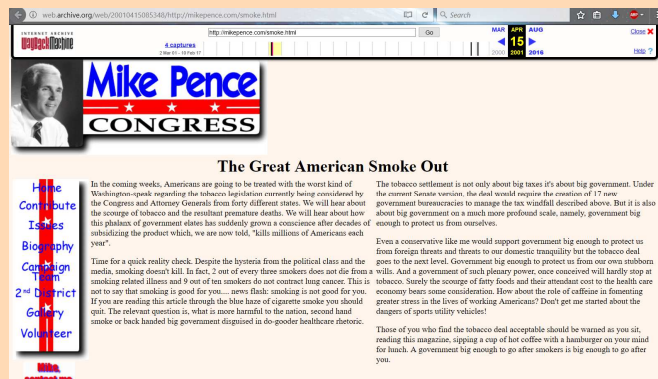 web.archive.org/web/20010415085348/http://mikepence.com/smoke.html
Search
INTERNET ARCHIVE
WayBackMachine
http://mikepence.com/smoke.html
Go
4 captures
2 Mar 01 - 10 Feb 17
MAR APR AUG
15
2000 2001 2016
Close
Help ?
Mike Pence
CONGRESS
The Great American Smoke Out
Home
Contribute
Issues
Biography
Campaign
Team
2nd District
Gallery
Volunteer
Mike,
contact me
In the coming weeks, Americans are going to be treated with the worst kind of
Washington-speak regarding the tobacco legislation currently being considered by
the Congress and Attorney Generals from forty different states. We will hear about
the scourge of tobacco and the resultant premature deaths. We will hear about how
this phalanx of government elates has suddenly grown a conscience after decades of
subsidizing the product which, we are now told, "kills millions of Americans each
year".
Time for a quick reality check. Despite the hysteria from the political class and the
media, smoking doesn't kill. In fact, 2 out of every three smokers does not die from a
smoking related illness and 9 out of ten smokers do not contract lung cancer. This is
not to say that smoking is good for you.... news flash: smoking is not good for you.
If you are reading this article through the blue haze of cigarette smoke you should
quit. The relevant question is, what is more harmful to the nation, second hand
smoke or back handed big government disguised in do-gooder healthcare rhetoric.
The tobacco settlement is not only about big taxes it's about big government. Under
the current Senate version, the deal would require the creation of 17 new
government bureaucracies to manage the tax windfall described above. But it is also
about big government on a much more profound scale, namely, government big
enough to protect us from ourselves.
Even a conservative like me would support government big enough to protect us
from foreign threats and threats to our domestic tranquility but the tobacco deal
goes to the next level. Government big enough to protect us from our own stubborn
wills. And a government of such plenary power, once conceived will hardly stop at
tobacco. Surely the scourge of fatty foods and their attendant cost to the health care
economy bears some consideration. How about the role of caffeine in fomenting
greater stress in the lives of working Americans? Don't get me started about the
dangers of sports utility vehicles!
Those of you who find the tobacco deal acceptable should be warned as you sit,
reading this magazine, sipping a cup of hot coffee with a hamburger on your mind
for lunch. A government big enough to go after smokers is big enough to go after
you.